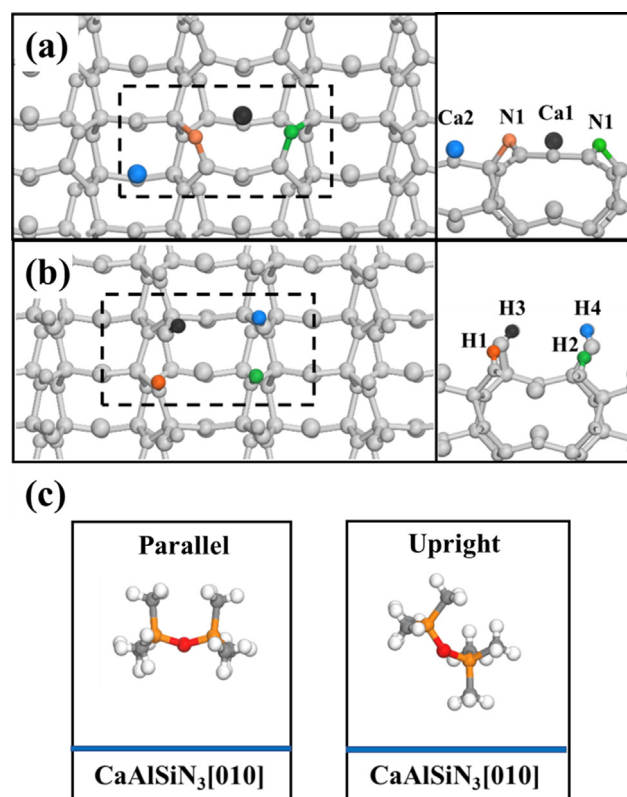 (a)
Ca2 N1 Ca1 N1
(b)
H3 H4
H1 H2
(c)
Parallel Upright
CaAlSiN₃[010] CaAlSiN₃[010]